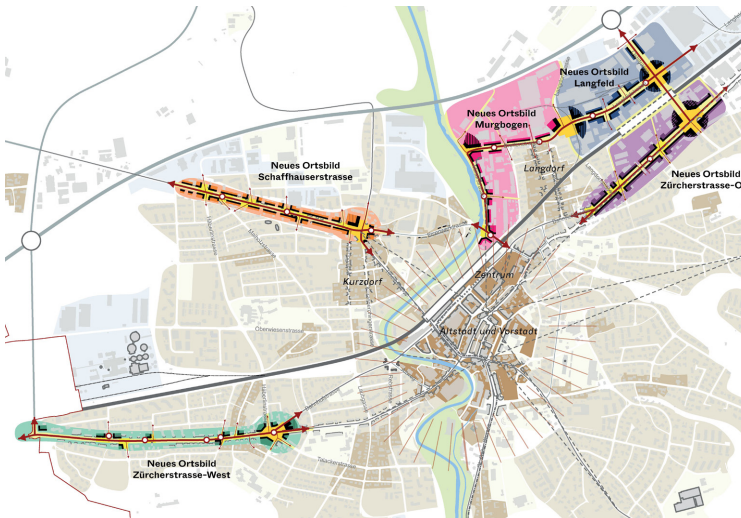 Neues Ortsbild
Langfeld
Neues Ortsbild
Murgbogen
Langdorf
Neues Ortsbild
Schaffhauserstrasse
Neues Ortsbild
Zürcherstrasse-O
Kurzdorf
Zentrum
Altstadt und Vorstadt
Oberwiesenstrasse
Neues Ortsbild
Zürcherstrasse-West